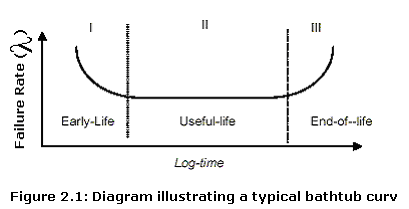 I II III
Failure Rate (λ)
Early-Life Useful-life End-of--life
Log-time
Figure 2.1: Diagram illustrating a typical bathtub curv